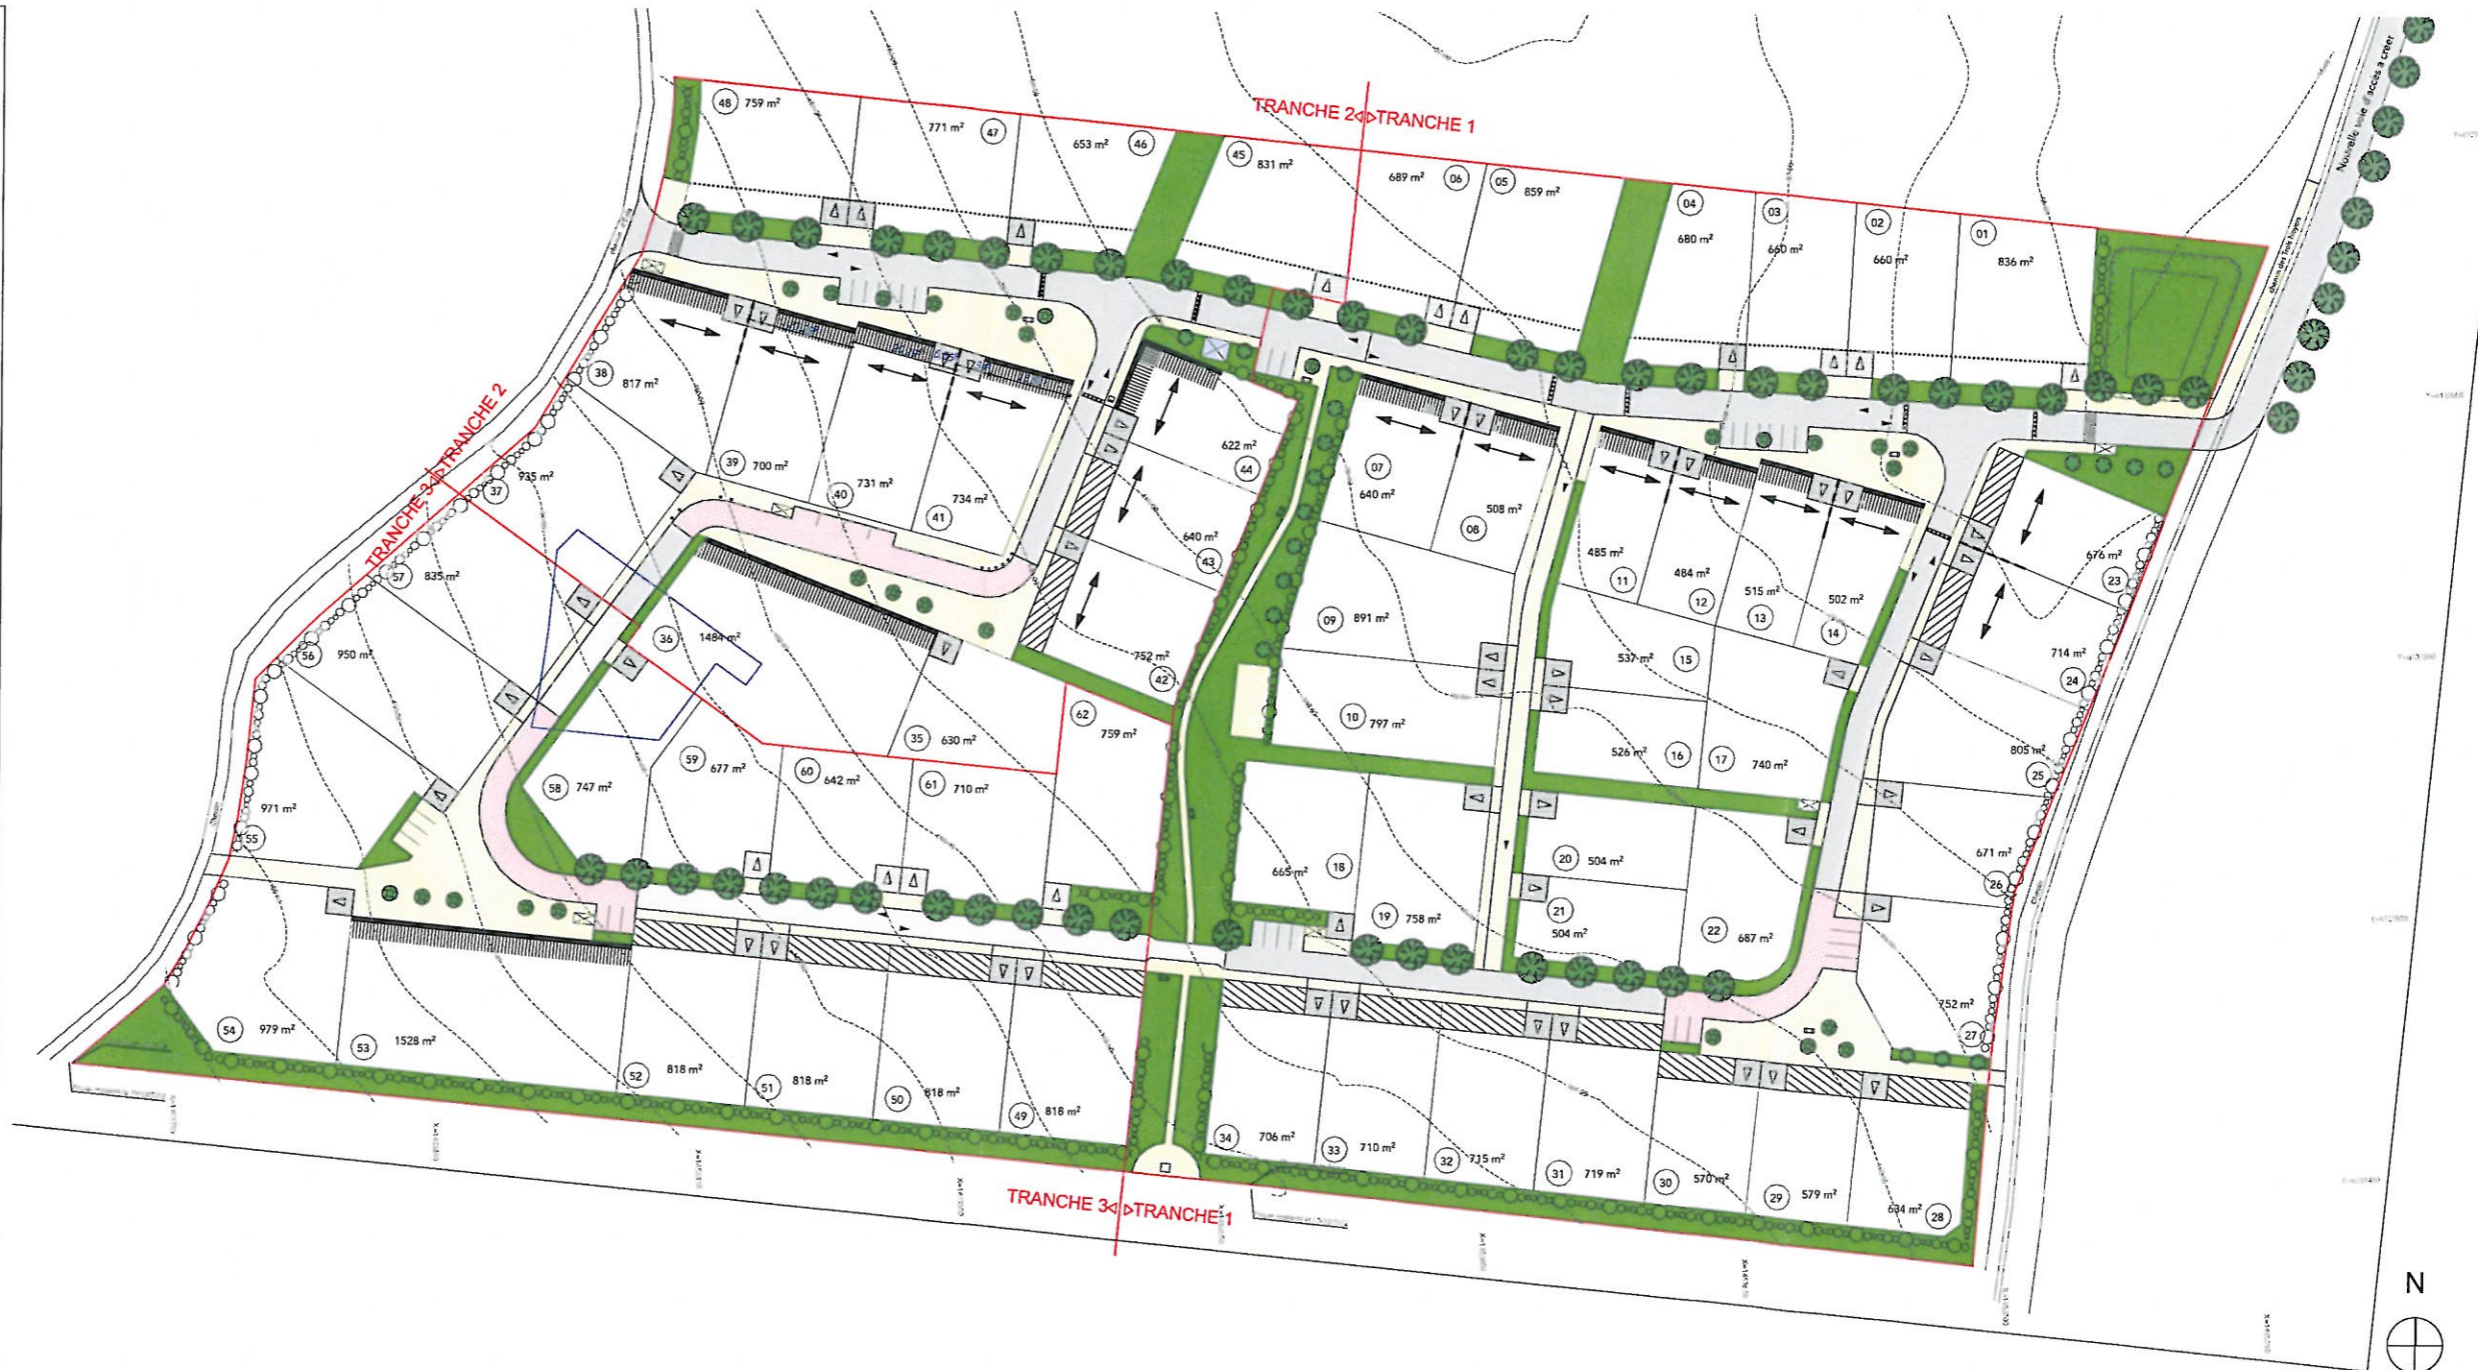 TRANCHE 2◁▷TRANCHE 1
Nouvelle voie d'accès à créer
chemin des Trois Noyers
48 759 m²
771 m² 47
653 m² 46
45 831 m²
689 m² 06
05 859 m²
04 680 m²
03 660 m²
02 660 m²
01 836 m²
38 817 m²
39 700 m²
40 731 m²
41 734 m²
622 m² 44
640 m² 43
752 m² 42
07 640 m²
508 m² 08
09 891 m²
10 797 m²
485 m² 11
484 m² 12
515 m² 13
502 m² 14
537 m² 15
526 m² 16
17 740 m²
676 m² 23
714 m² 24
805 m² 25
671 m² 26
752 m² 27
TRANCHE 3◁▷TRANCHE 2
37 935 m²
57 835 m²
56 950 m²
971 m² 55
36 1484 m²
35 630 m²
62 759 m²
58 747 m²
59 677 m²
60 642 m²
61 710 m²
665 m² 18
19 758 m²
20 504 m²
21 504 m²
22 687 m²
54 979 m²
53 1528 m²
52 818 m²
51 818 m²
50 818 m²
49 818 m²
34 706 m²
33 710 m²
32 715 m²
31 719 m²
30 570 m²
29 579 m²
634 m² 28
TRANCHE 3◁▷TRANCHE 1
N